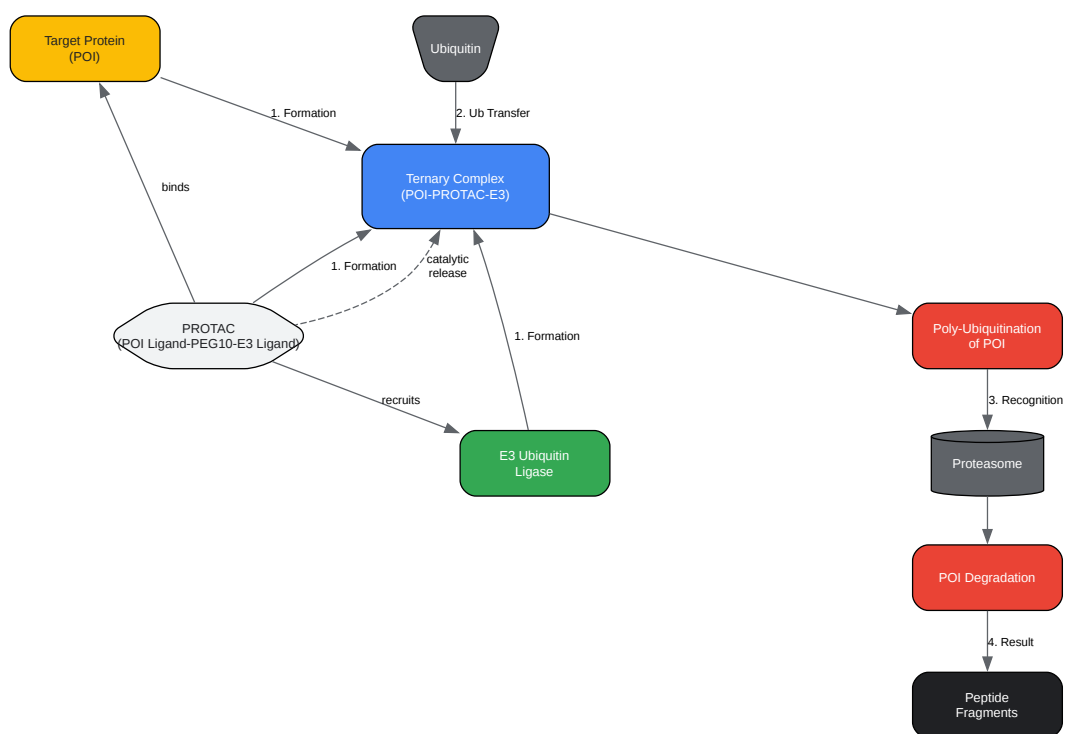 Target Protein
(POI)
Ubiquitin
1. Formation
2. Ub Transfer
Ternary Complex
(POI-PROTAC-E3)
binds
1. Formation
catalytic
release
PROTAC
(POI Ligand-PEG10-E3 Ligand)
1. Formation
Poly-Ubiquitination
of POI
recruits
3. Recognition
E3 Ubiquitin
Ligase
Proteasome
POI Degradation
4. Result
Peptide
Fragments